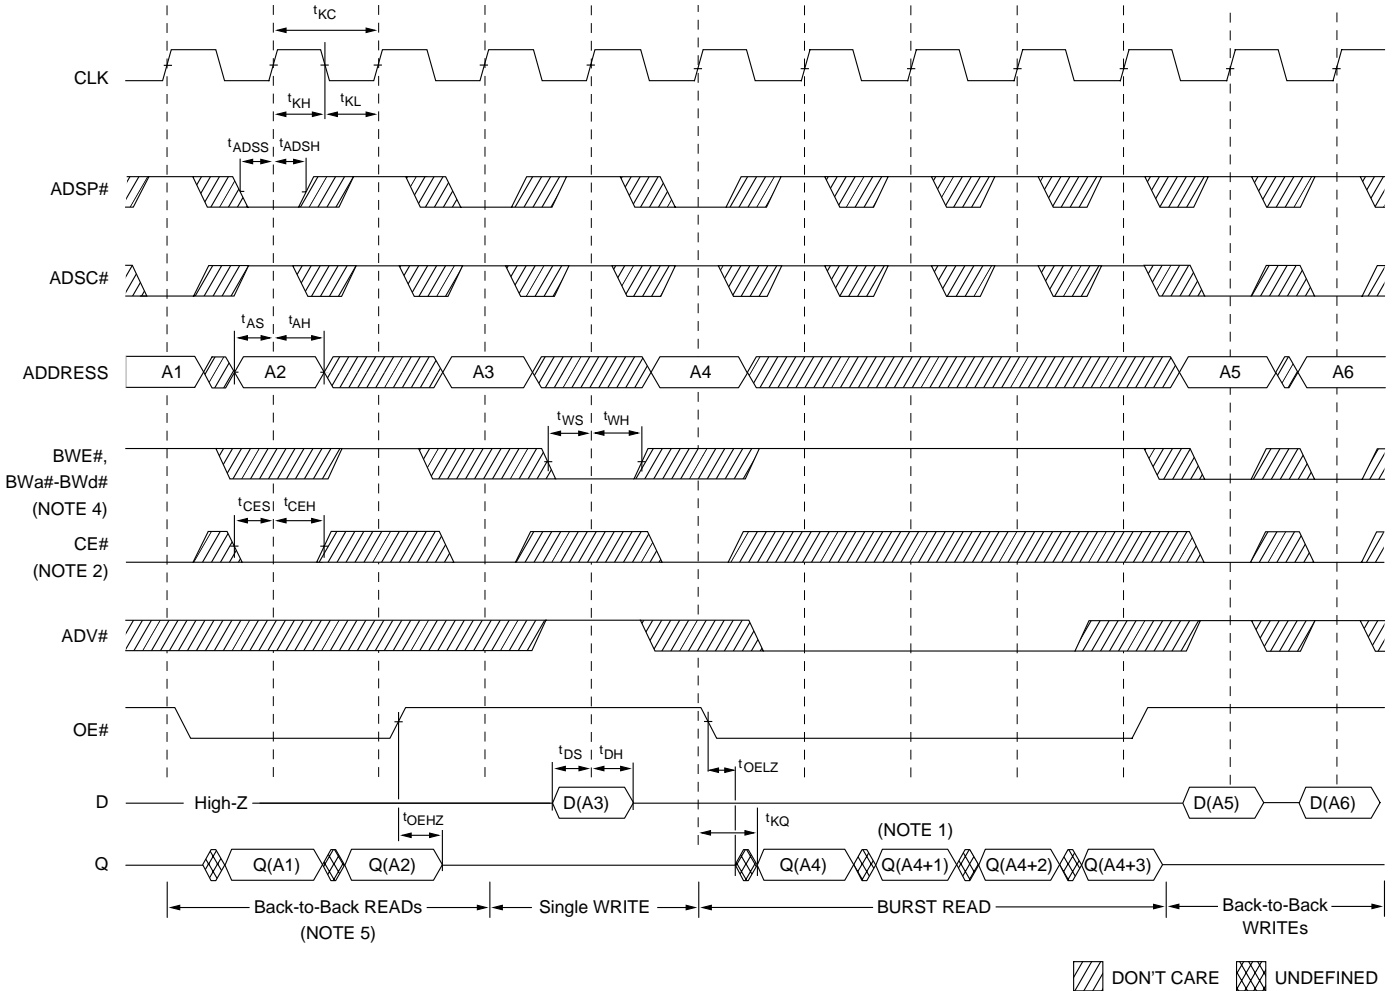 tKC
CLK
tKH tKL
tADSS tADSH
ADSP#
ADSC#
tAS tAH
ADDRESS A1 A2 A3 A4 A5 A6
tWS tWH
BWE#,
BWa#-BWd#
(NOTE 4)
tCES tCEH
CE#
(NOTE 2)
ADV#
OE#
tDS tDH
tOELZ
D High-Z D(A3) D(A5) D(A6)
tOEHZ tKQ (NOTE 1)
Q Q(A1) Q(A2) Q(A4) Q(A4+1) Q(A4+2) Q(A4+3)
Back-to-Back READs Single WRITE BURST READ Back-to-Back
(NOTE 5) WRITEs
DON'T CARE UNDEFINED